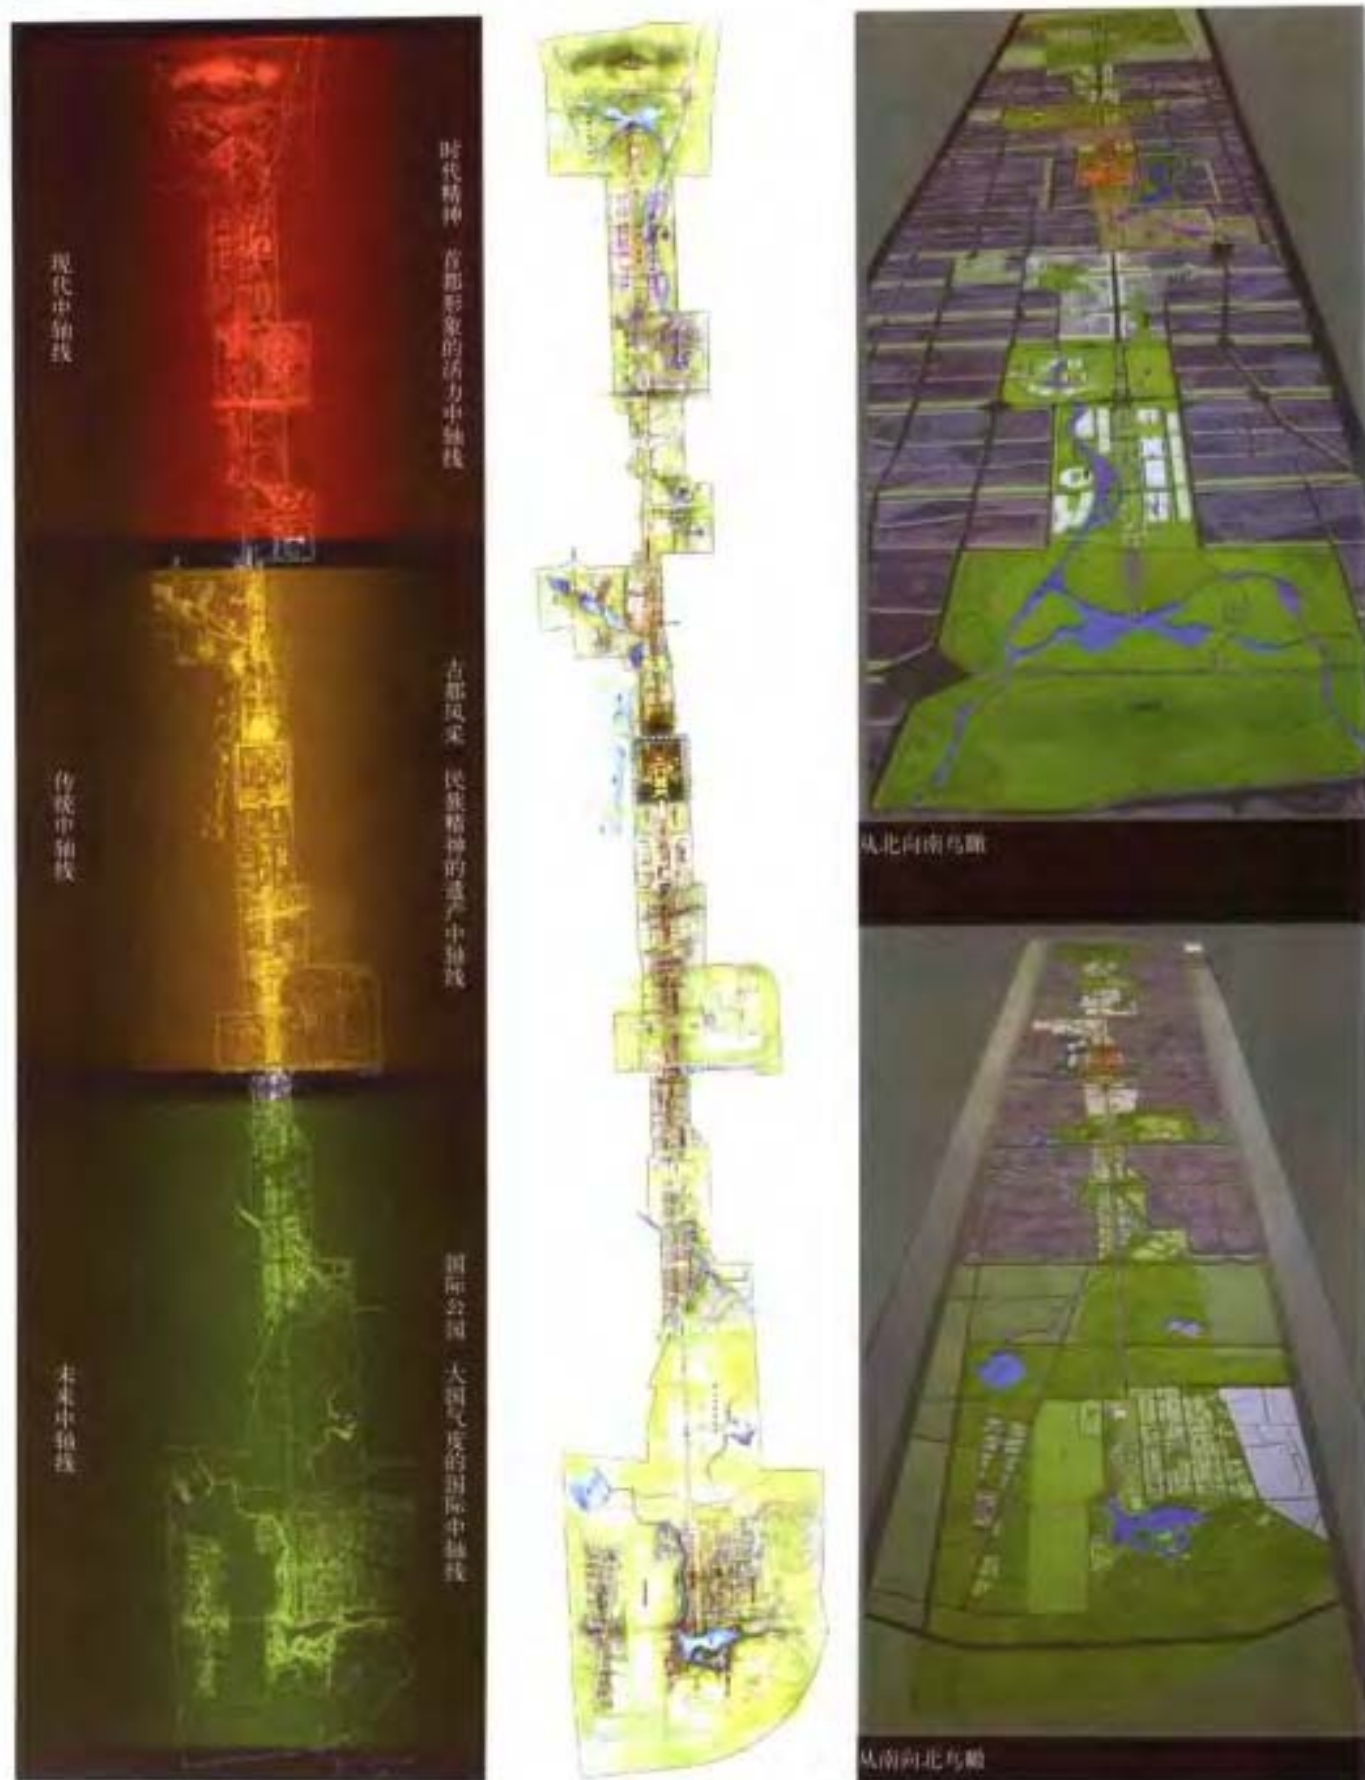 现代中轴线
时代精神 首都形象的活力中轴线
传统中轴线
古都风采 民族精神的遗产中轴线
未来中轴线
国际公园 大国气度的国际中轴线
从北向南鸟瞰
从南向北鸟瞰